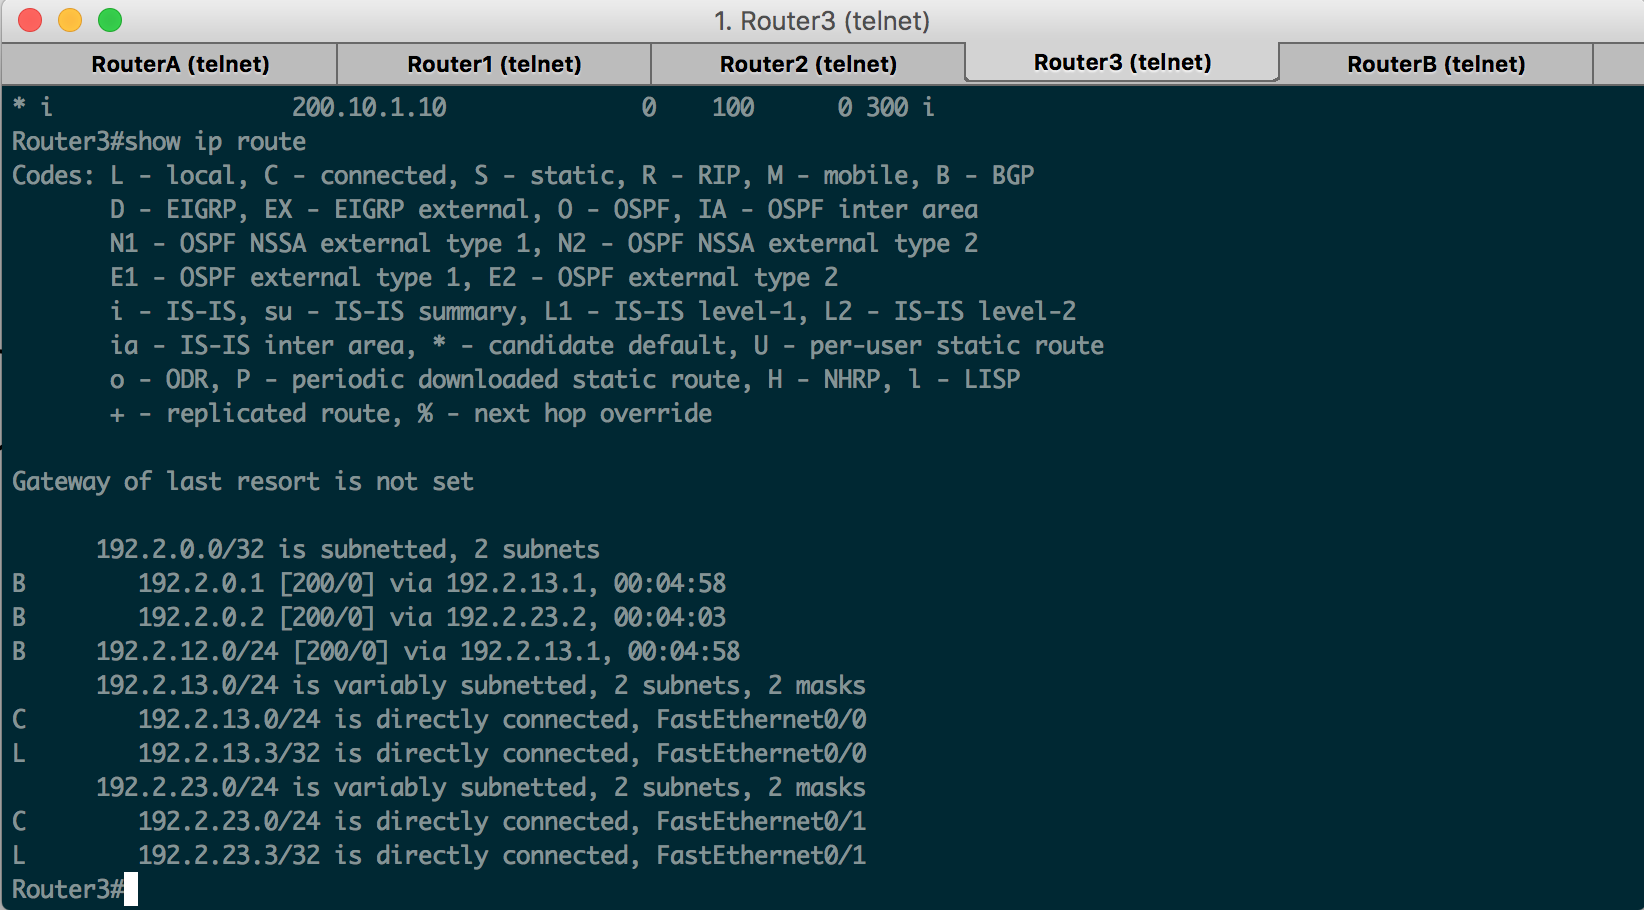 1. Router3 (telnet)
RouterA (telnet) Router1 (telnet) Router2 (telnet) Router3 (telnet) RouterB (telnet)
* i                 200.10.1.10              0    100      0 300 i
Router3#show ip route
Codes: L - local, C - connected, S - static, R - RIP, M - mobile, B - BGP
       D - EIGRP, EX - EIGRP external, O - OSPF, IA - OSPF inter area
       N1 - OSPF NSSA external type 1, N2 - OSPF NSSA external type 2
       E1 - OSPF external type 1, E2 - OSPF external type 2
       i - IS-IS, su - IS-IS summary, L1 - IS-IS level-1, L2 - IS-IS level-2
       ia - IS-IS inter area, * - candidate default, U - per-user static route
       o - ODR, P - periodic downloaded static route, H - NHRP, l - LISP
       + - replicated route, % - next hop override
Gateway of last resort is not set
      192.2.0.0/32 is subnetted, 2 subnets
B        192.2.0.1 [200/0] via 192.2.13.1, 00:04:58
B        192.2.0.2 [200/0] via 192.2.23.2, 00:04:03
B     192.2.12.0/24 [200/0] via 192.2.13.1, 00:04:58
      192.2.13.0/24 is variably subnetted, 2 subnets, 2 masks
C        192.2.13.0/24 is directly connected, FastEthernet0/0
L        192.2.13.3/32 is directly connected, FastEthernet0/0
      192.2.23.0/24 is variably subnetted, 2 subnets, 2 masks
C        192.2.23.0/24 is directly connected, FastEthernet0/1
L        192.2.23.3/32 is directly connected, FastEthernet0/1
Router3#